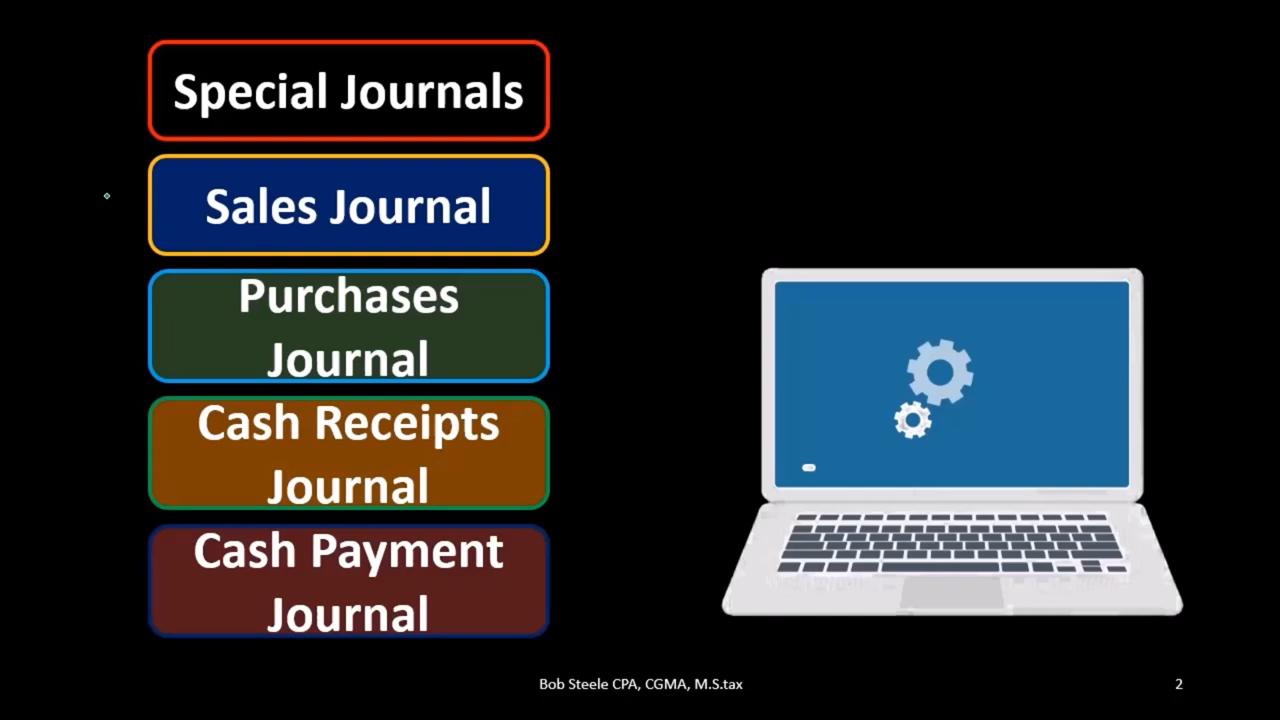 Special Journals
Sales Journal
Purchases
Journal
Cash Receipts
Journal
Cash Payment
Journal
Bob Steele CPA, CGMA, M.S.tax
2